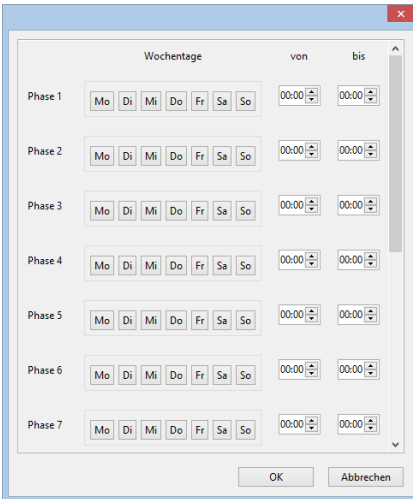 Wochentage von bis
Phase 1 Mo Di Mi Do Fr Sa So 00:00 00:00
Phase 2 Mo Di Mi Do Fr Sa So 00:00 00:00
Phase 3 Mo Di Mi Do Fr Sa So 00:00 00:00
Phase 4 Mo Di Mi Do Fr Sa So 00:00 00:00
Phase 5 Mo Di Mi Do Fr Sa So 00:00 00:00
Phase 6 Mo Di Mi Do Fr Sa So 00:00 00:00
Phase 7 Mo Di Mi Do Fr Sa So 00:00 00:00
OK Abbrechen